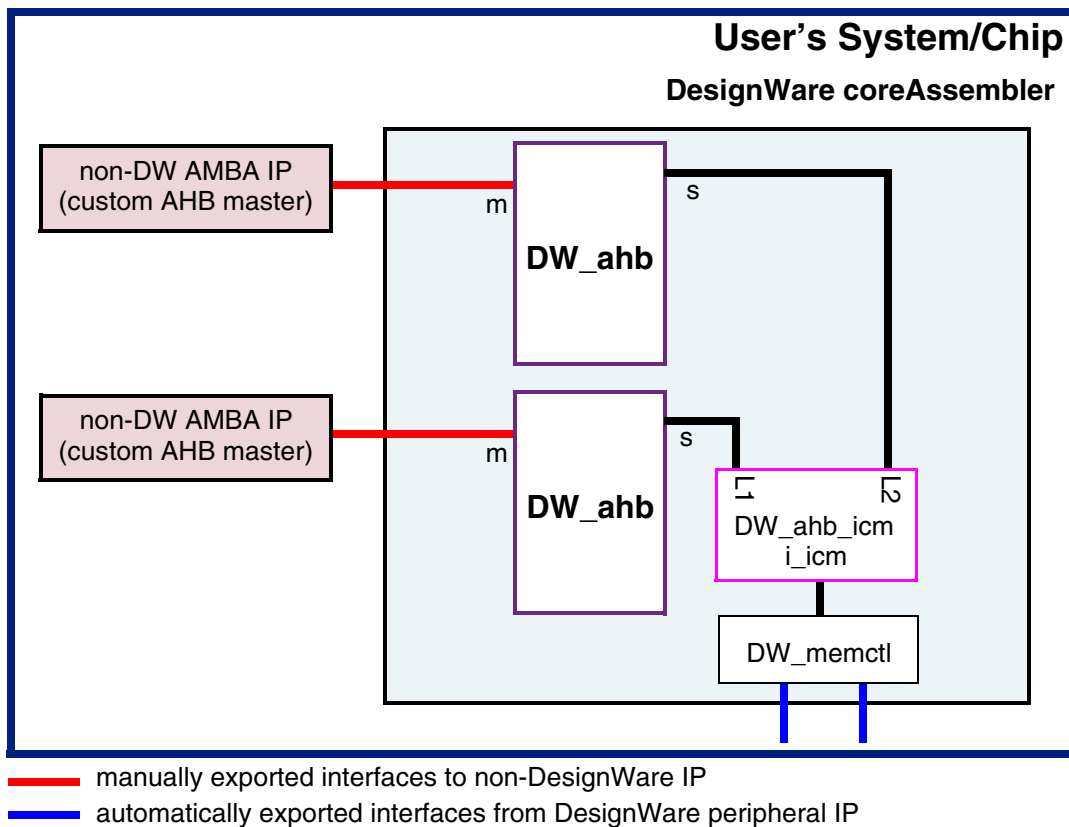 User's System/Chip
DesignWare coreAssembler
non-DW AMBA IP
(custom AHB master)
m
DW_ahb
s
non-DW AMBA IP
(custom AHB master)
m
DW_ahb
s
L1
L2
DW_ahb_icm
i_icm
DW_memctl
manually exported interfaces to non-DesignWare IP
automatically exported interfaces from DesignWare peripheral IP